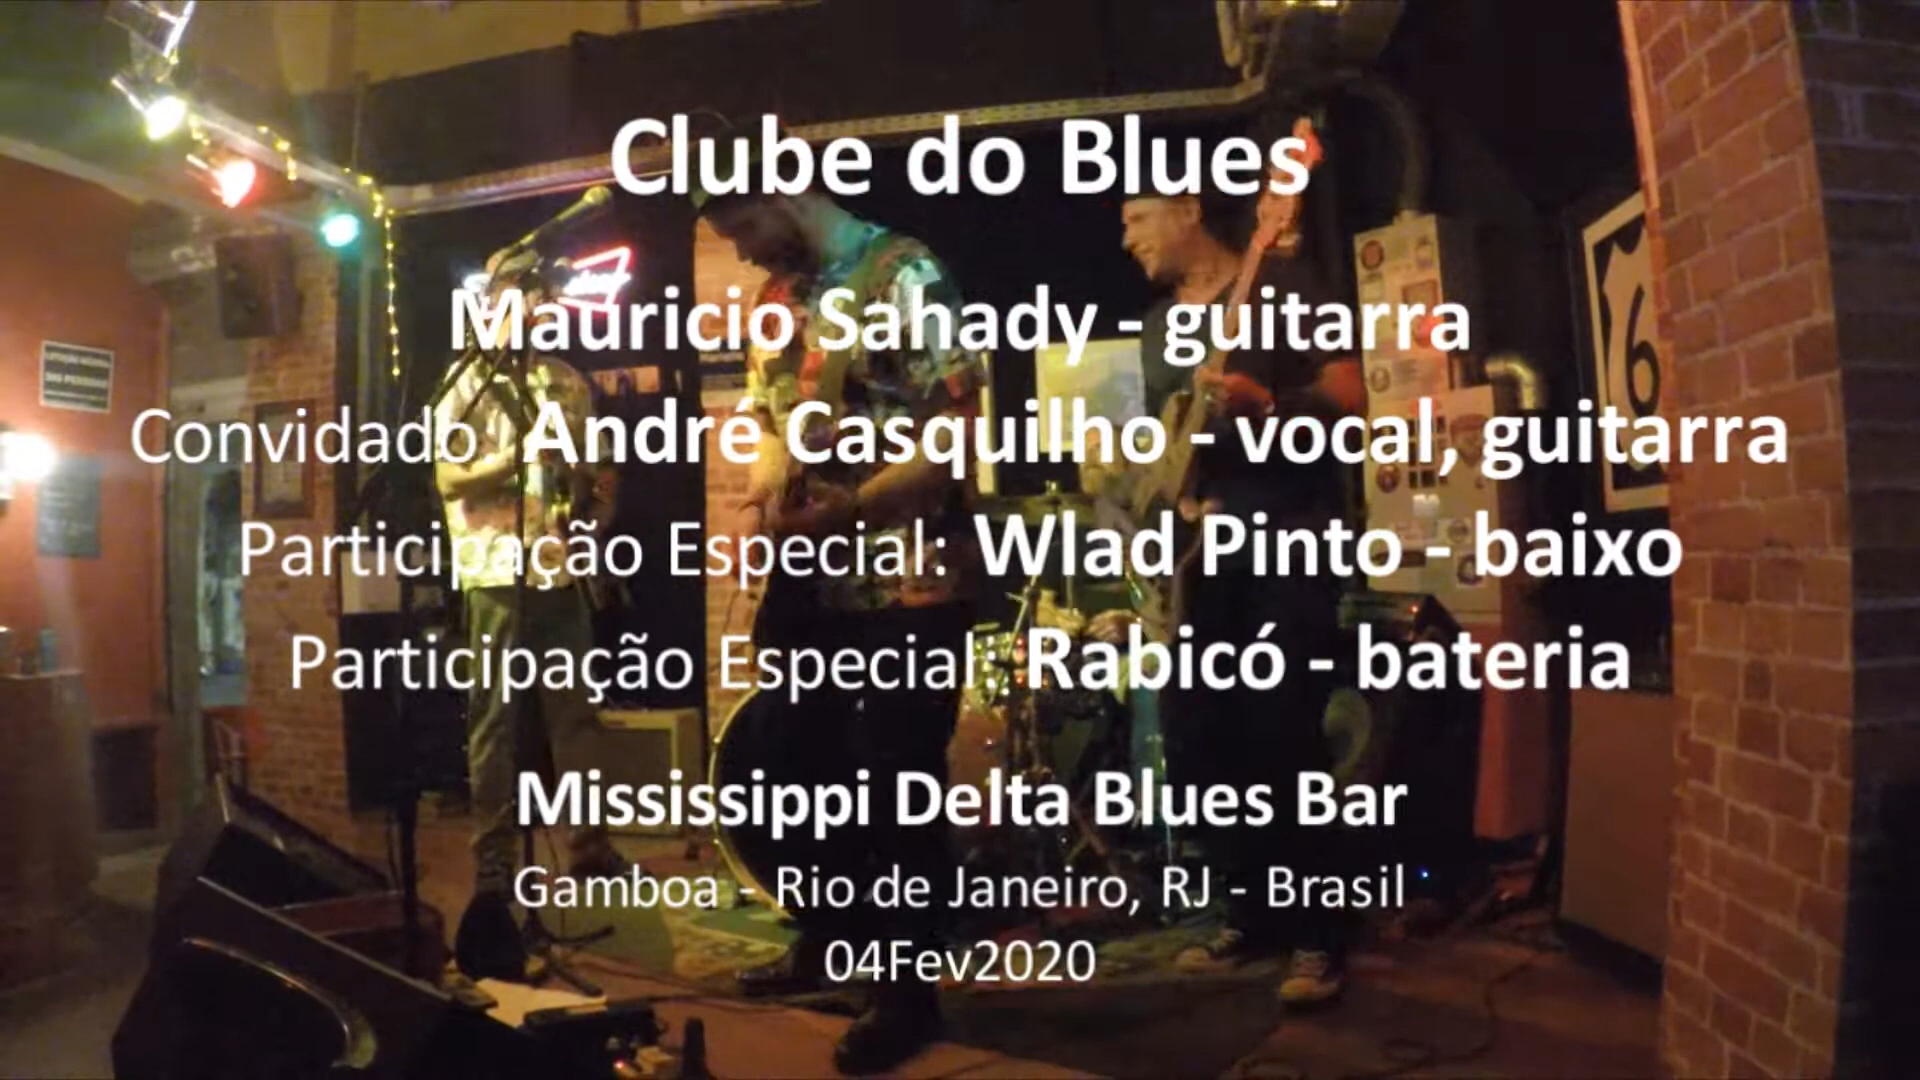 Clube do Blues
Mauricio Sahady - guitarra
Convidado: André Casquilho - vocal, guitarra
Participação Especial: Wlad Pinto - baixo
Participação Especial: Rabicó - bateria
Mississippi Delta Blues Bar
Gamboa - Rio de Janeiro, RJ - Brasil
04Fev2020
6